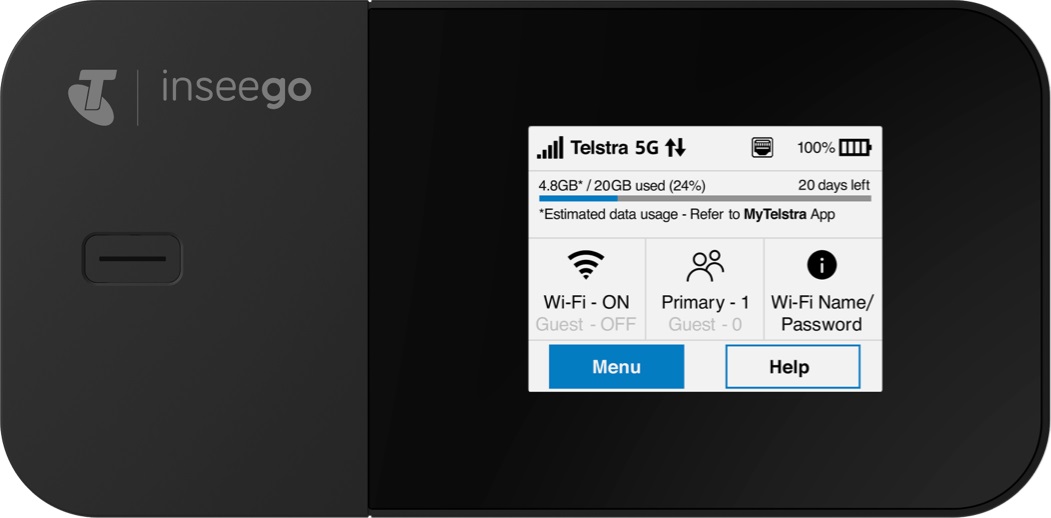 inseego
Telstra 5G 100%
4.8GB* / 20GB used (24%) 20 days left
*Estimated data usage - Refer to MyTelstra App
Wi-Fi - ON Primary - 1 Wi-Fi Name/
Guest - OFF Guest - 0 Password
Menu Help